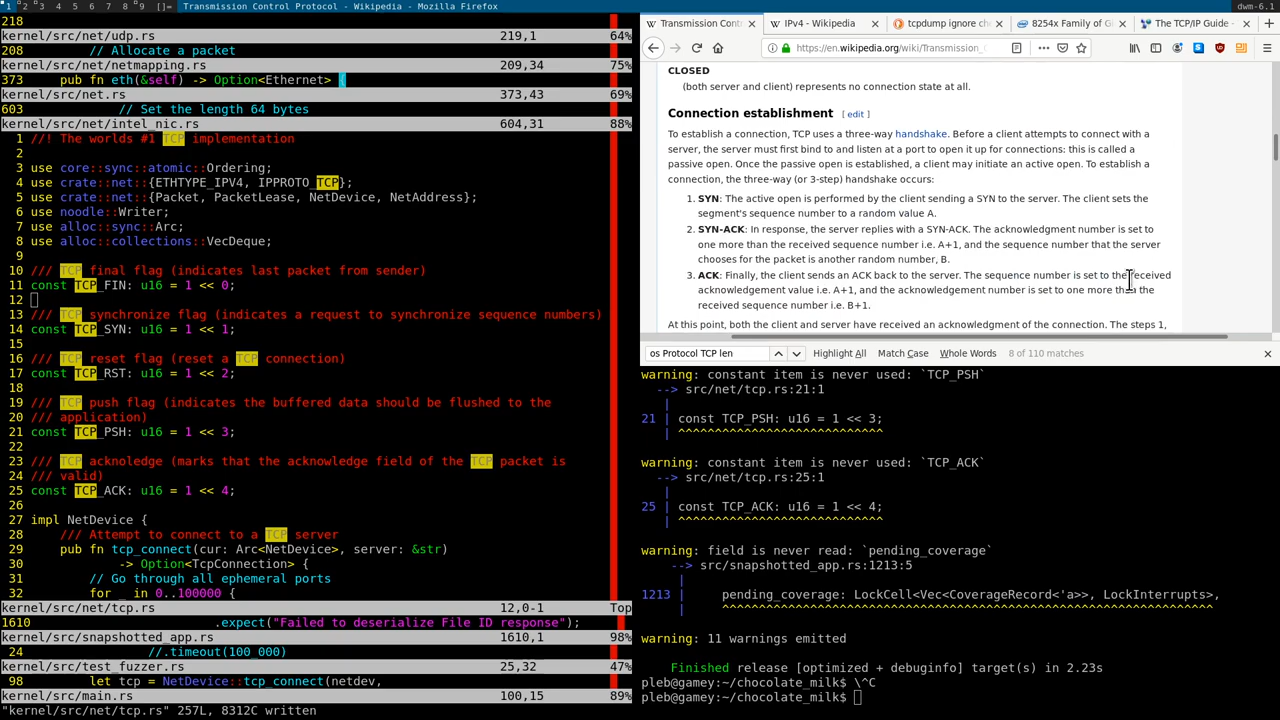 1 2 3 4 5 6 7 8 9 []= Transmission Control Protocol - Wikipedia - Mozilla Firefox dwm-6.1
218
kernel/src/net/udp.rs 219,1 64%
208 // Allocate a packet
kernel/src/net/netmapping.rs 209,34 75%
373 pub fn eth(&self) -> Option<Ethernet> {
kernel/src/net.rs 373,43 69%
603 // Set the length 64 bytes
kernel/src/net/intel_nic.rs 604,31 88%
1 //! The worlds #1 TCP implementation
2
3 use core::sync::atomic::Ordering;
4 use crate::net::{ETHTYPE_IPV4, IPPROTO_TCP};
5 use crate::net::{Packet, PacketLease, NetDevice, NetAddress};
6 use noodle::Writer;
7 use alloc::sync::Arc;
8 use alloc::collections::VecDeque;
9
10 /// TCP final flag (indicates last packet from sender)
11 const TCP_FIN: u16 = 1 << 0;
12
13 /// TCP synchronize flag (indicates a request to synchronize sequence numbers)
14 const TCP_SYN: u16 = 1 << 1;
15
16 /// TCP reset flag (reset a TCP connection)
17 const TCP_RST: u16 = 1 << 2;
18
19 /// TCP push flag (indicates the buffered data should be flushed to the
20 /// application)
21 const TCP_PSH: u16 = 1 << 3;
22
23 /// TCP acknoledge (marks that the acknowledge field of the TCP packet is
24 /// valid)
25 const TCP_ACK: u16 = 1 << 4;
26
27 impl NetDevice {
28 /// Attempt to connect to a TCP server
29 pub fn tcp_connect(cur: Arc<NetDevice>, server: &str)
30 -> Option<TcpConnection> {
31 // Go through all ephemeral ports
32 for _ in 0..100000 {
kernel/src/net/tcp.rs 12,0-1 Top
1610 .expect("Failed to deserialize File ID response");
kernel/src/snapshotted_app.rs 1610,1 98%
24 //.timeout(100_000)
kernel/src/test_fuzzer.rs 25,32 47%
98 let tcp = NetDevice::tcp_connect(netdev,
kernel/src/main.rs 100,15 89%
"kernel/src/net/tcp.rs" 257L, 8312C written
Transmission Cont IPv4 - Wikipedia tcpdump ignore ch 8254x Family of Gi The TCP/IP Guide -
https://en.wikipedia.org/wiki/Transmission_
CLOSED
(both server and client) represents no connection state at all.
Connection establishment [ edit ]
To establish a connection, TCP uses a three-way handshake. Before a client attempts to connect with a
server, the server must first bind to and listen at a port to open it up for connections: this is called a
passive open. Once the passive open is established, a client may initiate an active open. To establish a
connection, the three-way (or 3-step) handshake occurs:
1. SYN: The active open is performed by the client sending a SYN to the server. The client sets the
segment's sequence number to a random value A.
2. SYN-ACK: In response, the server replies with a SYN-ACK. The acknowledgment number is set to
one more than the received sequence number i.e. A+1, and the sequence number that the server
chooses for the packet is another random number, B.
3. ACK: Finally, the client sends an ACK back to the server. The sequence number is set to the received
acknowledgement value i.e. A+1, and the acknowledgement number is set to one more than the
received sequence number i.e. B+1.
At this point, both the client and server have received an acknowledgment of the connection. The steps 1,
os Protocol TCP len Highlight All Match Case Whole Words 8 of 110 matches
warning: constant item is never used: `TCP_PSH`
--> src/net/tcp.rs:21:1
|
21 | const TCP_PSH: u16 = 1 << 3;
| ^^^^^^^^^^^^^^^^^^^^^^^^^^^^
warning: constant item is never used: `TCP_ACK`
--> src/net/tcp.rs:25:1
|
25 | const TCP_ACK: u16 = 1 << 4;
| ^^^^^^^^^^^^^^^^^^^^^^^^^^^^
warning: field is never read: `pending_coverage`
--> src/snapshotted_app.rs:1213:5
|
1213 | pending_coverage: LockCell<Vec<CoverageRecord<'a>>, LockInterrupts>,
| ^^^^^^^^^^^^^^^^^^^^^^^^^^^^^^^^^^^^^^^^^^^^^^^^^^^^^^^^^^^^^^^^^^^
warning: 11 warnings emitted
Finished release [optimized + debuginfo] target(s) in 2.23s
pleb@gamey:~/chocolate_milk$ \^C
pleb@gamey:~/chocolate_milk$